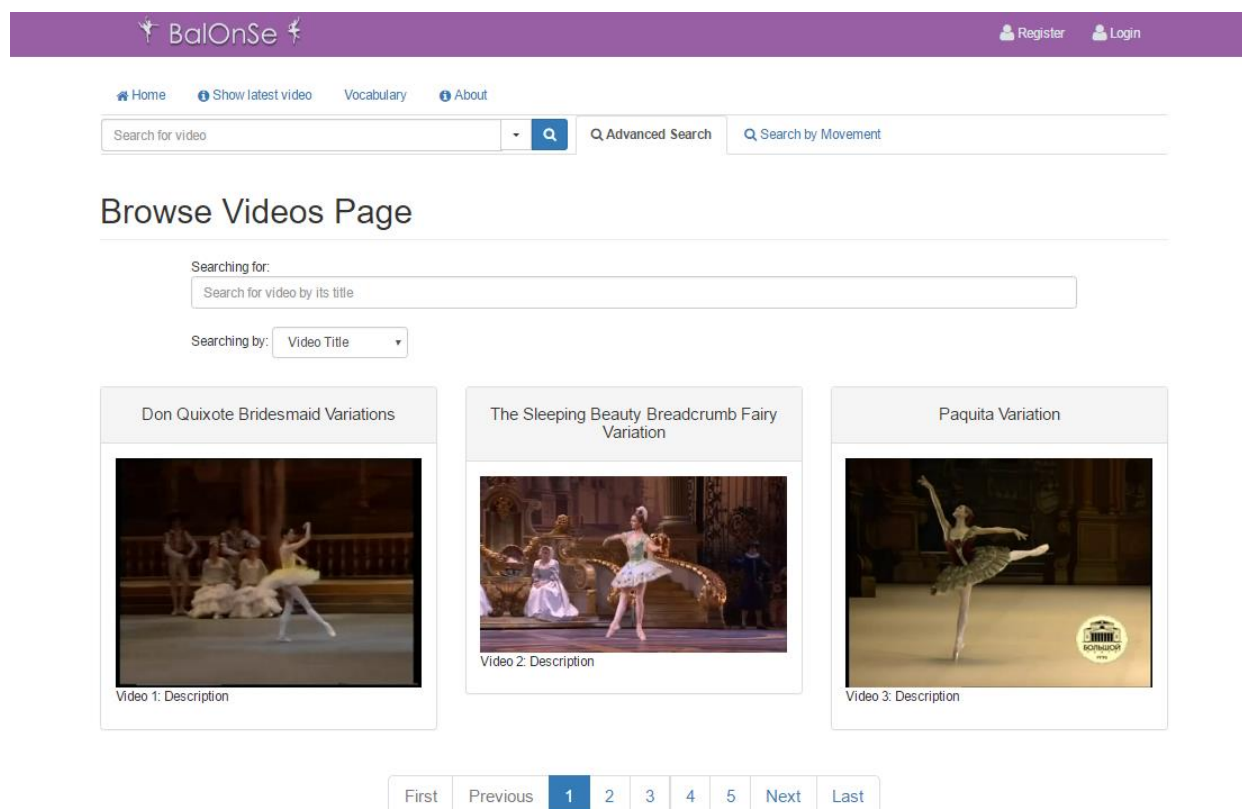 BalOnSe
Register Login
Home Show latest video Vocabulary About
Search for video Advanced Search Search by Movement
Browse Videos Page
Searching for:
Search for video by its title
Searching by: Video Title
Don Quixote Bridesmaid Variations
Video 1: Description
The Sleeping Beauty Breadcrumb Fairy
Variation
Video 2: Description
Paquita Variation
БОЛЬШОЙ
Video 3: Description
First Previous 1 2 3 4 5 Next Last